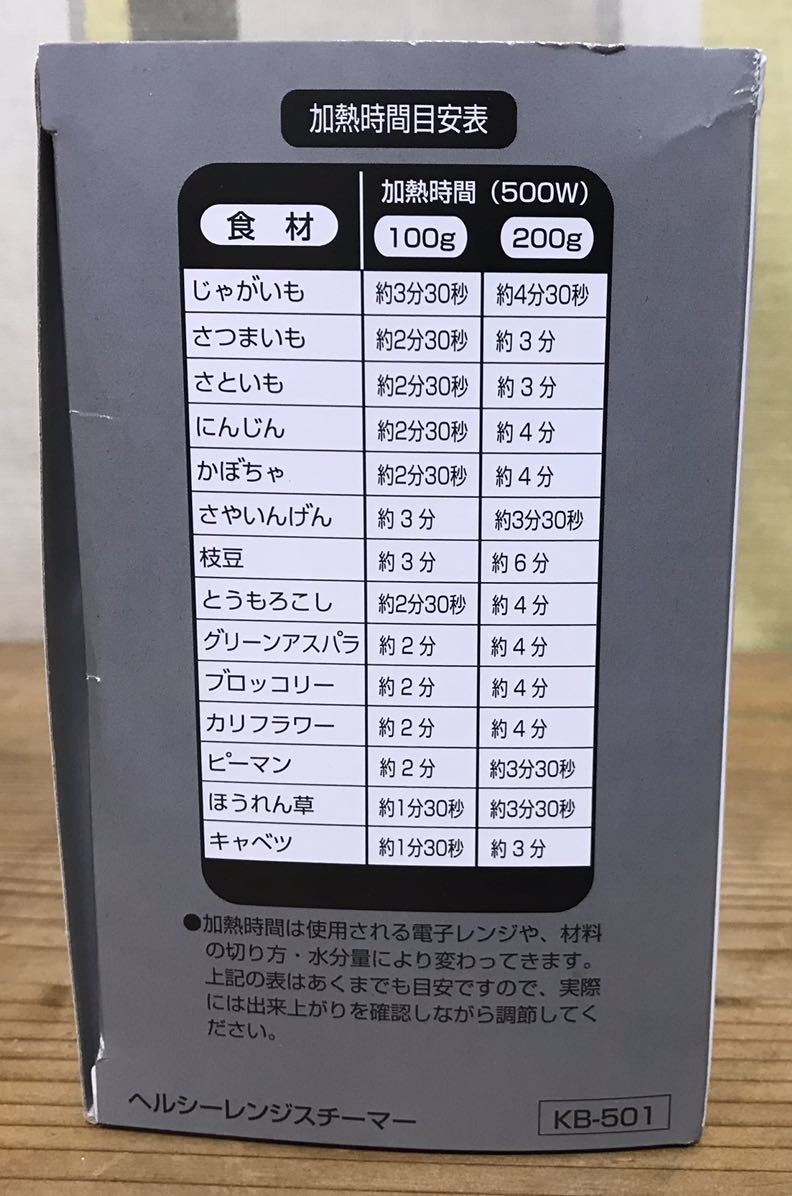 加熱時間目安表
食材 加熱時間（500W）
100g 200g
じゃがいも 約3分30秒 約4分30秒
さつまいも 約2分30秒 約3分
さといも 約2分30秒 約3分
にんじん 約2分30秒 約4分
かぼちゃ 約2分30秒 約4分
さやいんげん 約3分 約3分30秒
枝豆 約3分 約6分
とうもろこし 約2分30秒 約4分
グリーンアスパラ 約2分 約4分
ブロッコリー 約2分 約4分
カリフラワー 約2分 約4分
ピーマン 約2分 約3分30秒
ほうれん草 約1分30秒 約3分30秒
キャベツ 約1分30秒 約3分
●加熱時間は使用される電子レンジや、材料
の切り方・水分量により変わってきます。
上記の表はあくまでも目安ですので、実際
には出来上がりを確認しながら調節してく
ださい。
ヘルシーレンジスチーマー KB-501